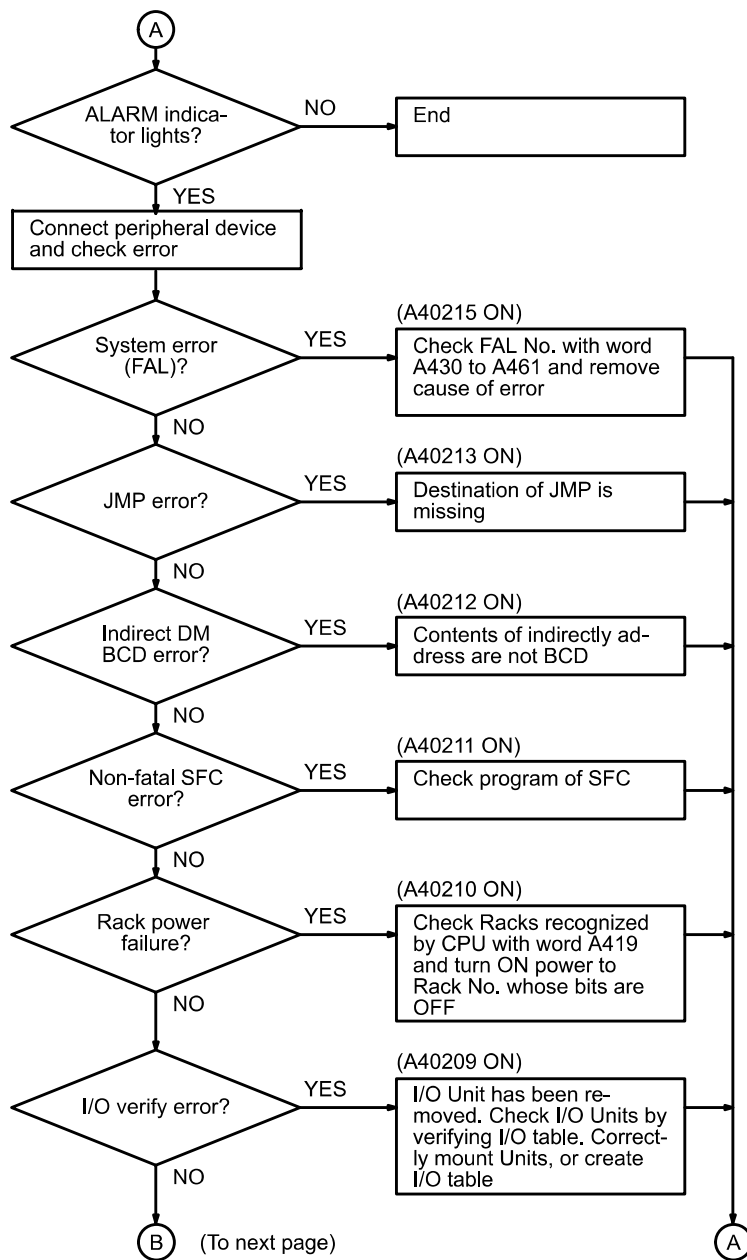 A
ALARM indica-
tor lights?
NO
End
YES
Connect peripheral device
and check error
System error
(FAL)?
YES
(A40215 ON)
Check FAL No. with word
A430 to A461 and remove
cause of error
NO
JMP error?
YES
(A40213 ON)
Destination of JMP is
missing
NO
Indirect DM
BCD error?
YES
(A40212 ON)
Contents of indirectly ad-
dress are not BCD
NO
Non-fatal SFC
error?
YES
(A40211 ON)
Check program of SFC
NO
Rack power
failure?
YES
(A40210 ON)
Check Racks recognized
by CPU with word A419
and turn ON power to
Rack No. whose bits are
OFF
NO
I/O verify error?
YES
(A40209 ON)
I/O Unit has been re-
moved. Check I/O Units by
verifying I/O table. Correct-
ly mount Units, or create
I/O table
NO
B
(To next page)
A